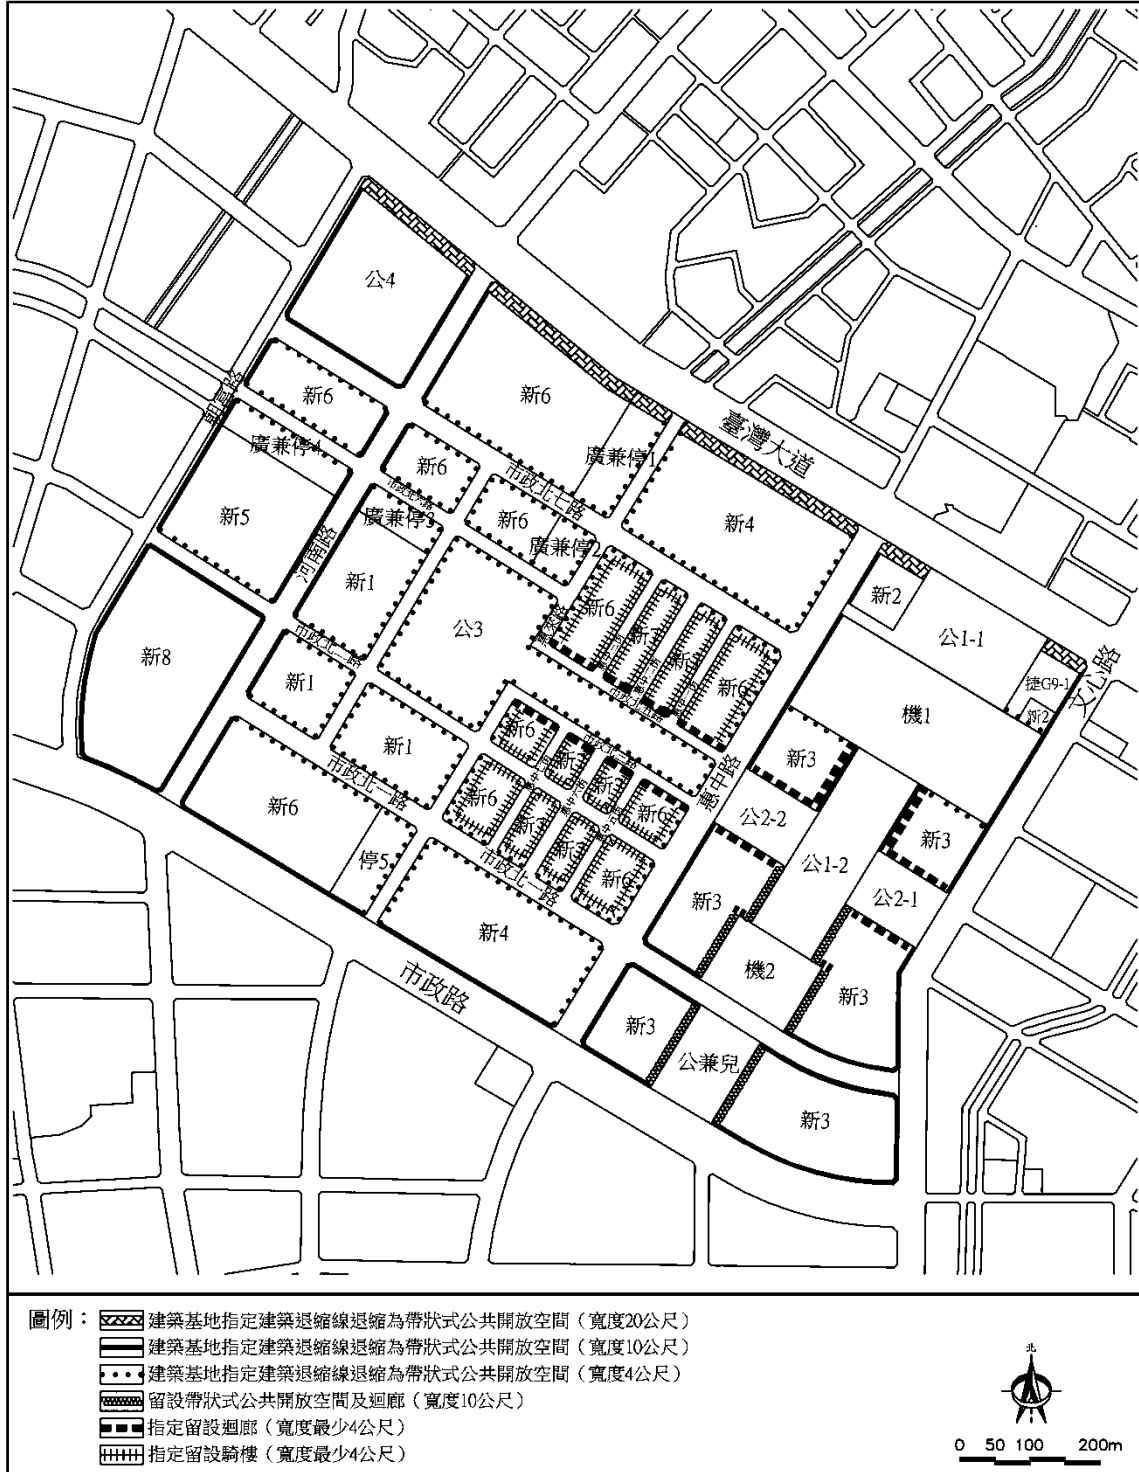 公4
新6
新6
臺灣大道
朝富路
廣兼停4
新6
市政北七路
廣兼停1
新4
新5
河南路
廣兼停3
新6
廣兼停2
新1
公3
新6
新3
新3
新6
新2
公1-1
捷G9-1
新2
文心路
機1
新8
新1
新1
新6
新3
新3
新6
惠中路
新3
公2-2
公1-2
新3
公2-1
市政北一路
新6
停5
新6
新3
新3
新6
市政北二路
新4
新3
機2
新3
市政路
新3
公兼兒
新3
圖例：
建築基地指定建築退縮線退縮為帶狀式公共開放空間（寬度20公尺）
建築基地指定建築退縮線退縮為帶狀式公共開放空間（寬度10公尺）
建築基地指定建築退縮線退縮為帶狀式公共開放空間（寬度4公尺）
留設帶狀式公共開放空間及迴廊（寬度10公尺）
指定留設迴廊（寬度最少4公尺）
指定留設騎樓（寬度最少4公尺）
北
0 50 100 200m